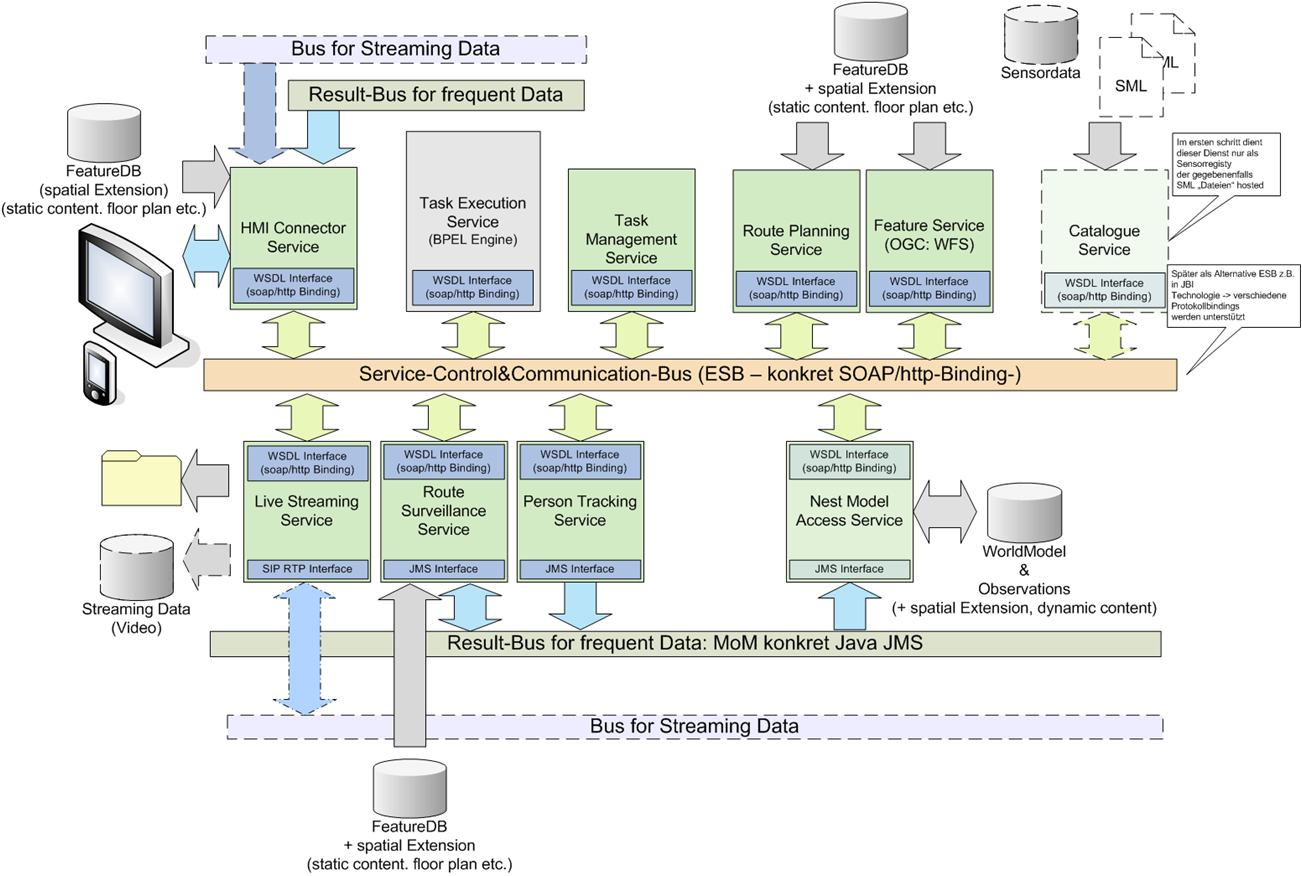 Bus for Streaming Data
Result-Bus for frequent Data
FeatureDB
(spatial Extension)
(static content. floor plan etc.)
FeatureDB
+ spatial Extension
(static content. floor plan etc.)
Sensordata
ML
SML
Im ersten schritt dient
dieser Dienst nur als
Sensorregisty
der gegebenenfalls
SML „Dateien“ hosted
HMI Connector
Service
WSDL Interface
(soap/http Binding)
Task Execution
Service
(BPEL Engine)
WSDL Interface
(soap/http Binding)
Task
Management
Service
WSDL Interface
(soap/http Binding)
Route Planning
Service
WSDL Interface
(soap/http Binding)
Feature Service
(OGC: WFS)
WSDL Interface
(soap/http Binding)
Catalogue
Service
WSDL Interface
(soap/http Binding)
Später als Alternative ESB z.B.
in JBI
Technologie -> verschiedene
Protokollbindings
werden unterstützt
Service-Control&Communication-Bus (ESB – konkret SOAP/http-Binding-)
WSDL Interface
(soap/http Binding)
Live Streaming
Service
SIP RTP Interface
WSDL Interface
(soap/http Binding)
Route
Surveillance
Service
JMS Interface
WSDL Interface
(soap/http Binding)
Person Tracking
Service
JMS Interface
WSDL Interface
(soap/http Binding)
Nest Model
Access Service
JMS Interface
Streaming Data
(Video)
WorldModel
&
Observations
(+ spatial Extension, dynamic content)
Result-Bus for frequent Data: MoM konkret Java JMS
Bus for Streaming Data
FeatureDB
+ spatial Extension
(static content. floor plan etc.)